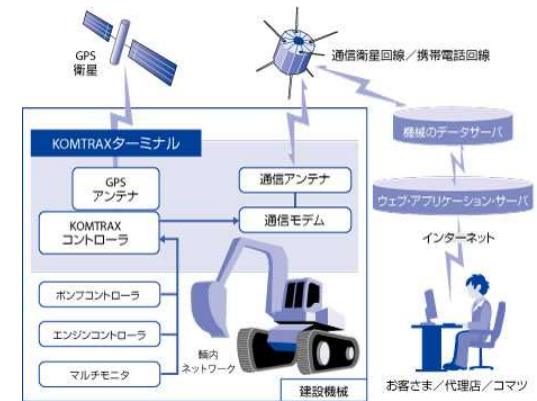 GPS
衛星
通信衛星回線／携帯電話回線
機械のデータサーバ
KOMTRAXターミナル
GPS
アンテナ
通信アンテナ
KOMTRAX
コントローラ
通信モデム
ウェブ・アプリケーション・サーバ
インターネット
ポンプコントローラ
エンジンコントローラ
マルチモニタ
輌内
ネットワーク
建設機械
お客さま／代理店／コマツ